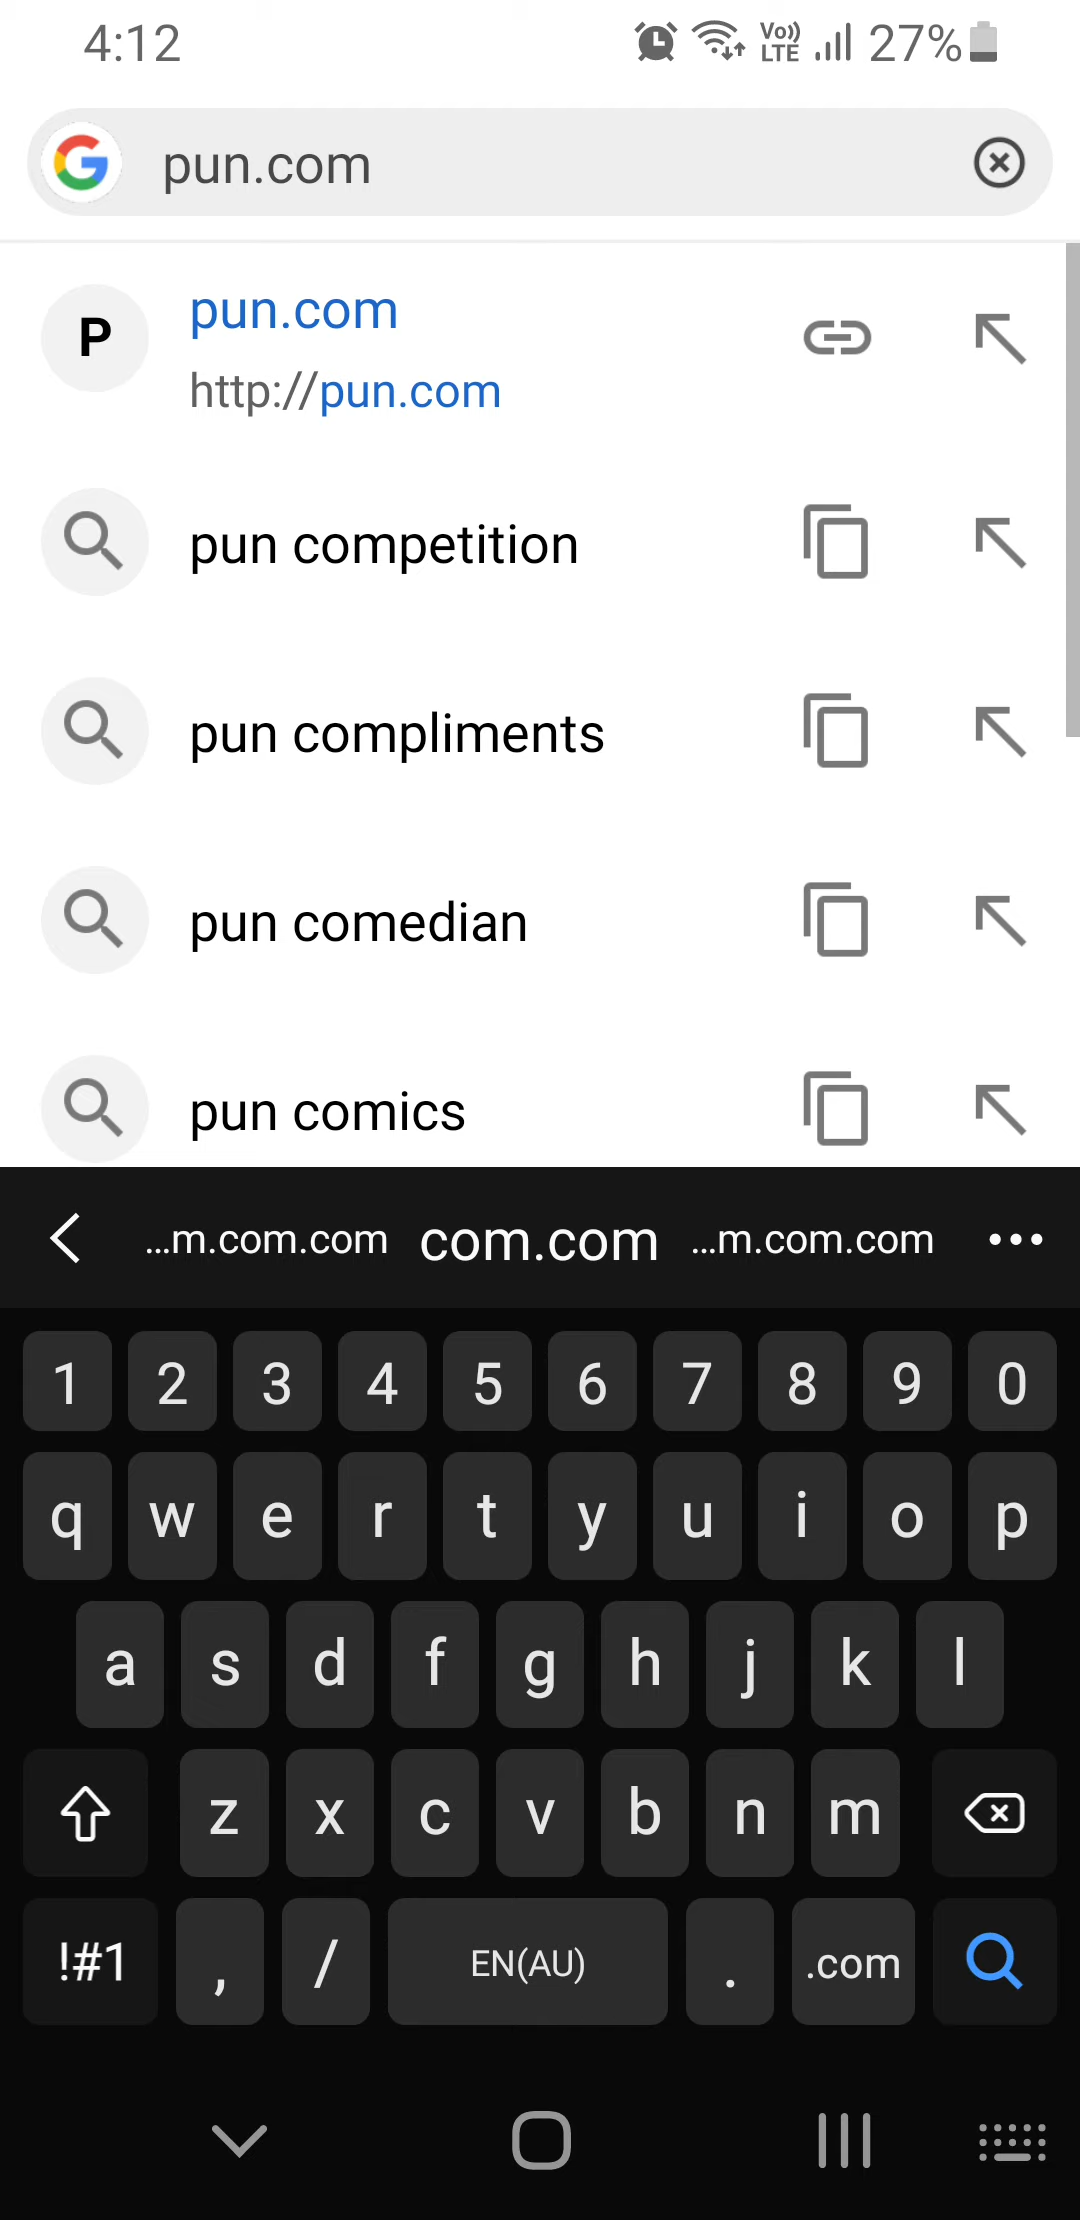 4:12 Vo)) LTE 27%
pun.com
P
pun.com
http://pun.com
pun competition
pun compliments
pun comedian
pun comics
...m.com.com com.com ...m.com.com
1 2 3 4 5 6 7 8 9 0
q w e r t y u i o p
a s d f g h j k l
z x c v b n m
!#1 , / EN(AU) . .com